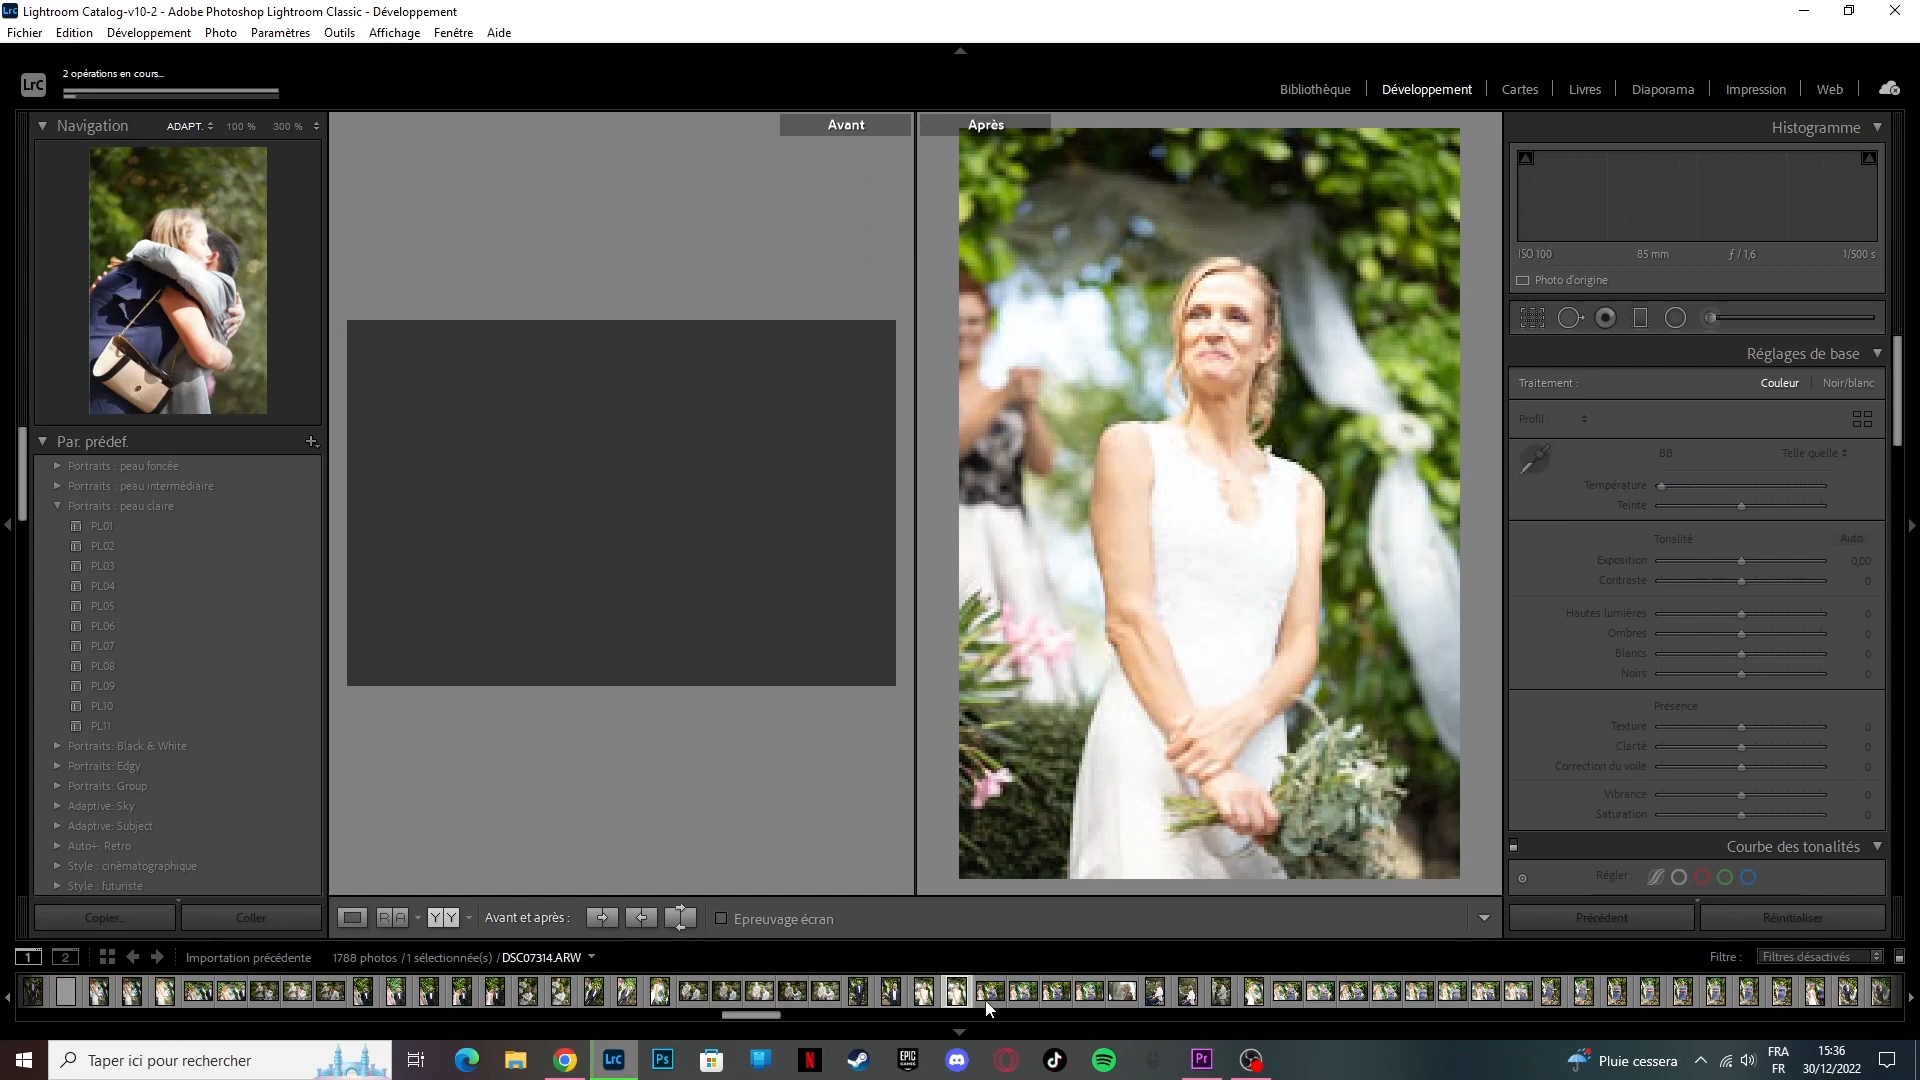 Lightroom Catalog-v10-2 - Adobe Photoshop Lightroom Classic - Développement
Fichier Edition Développement Photo Paramètres Outils Affichage Fenêtre Aide
LrC
2 opérations en cours...
Bibliothèque Développement Cartes Livres Diaporama Impression Web
Navigation ADAPT. 100 % 300 %
Avant
Après
Histogramme
ISO 100 85 mm ƒ / 1,6 1/500 s
Photo d'origine
Réglages de base
Traitement : Couleur Noir/blanc
Profil :
BB : Telle quelle
Température
Teinte
Tonalité Auto
Exposition 0,00
Contraste 0
Hautes lumières 0
Ombres 0
Blancs 0
Noirs 0
Présence
Texture 0
Clarté 0
Correction du voile 0
Vibrance 0
Saturation 0
Courbe des tonalités
Régler :
Précédent Réinitialiser
Par. prédef.
Portraits : peau foncée
Portraits : peau intermédiaire
Portraits : peau claire
PL01
PL02
PL03
PL04
PL05
PL06
PL07
PL08
PL09
PL10
PL11
Portraits: Black & White
Portraits: Edgy
Portraits: Group
Adaptive: Sky
Adaptive: Subject
Auto+: Retro
Style : cinématographique
Style : futuriste
Copier... Coller
R A Y Y Avant et après : Epreuvage écran
1 2 Importation précédente 1788 photos / 1 sélectionnée(s) / DSC07314.ARW Filtre : Filtres désactivés
Taper ici pour rechercher
LrC Ps N EPIC GAMES Pr
Pluie cessera
FRA
FR
15:36
30/12/2022